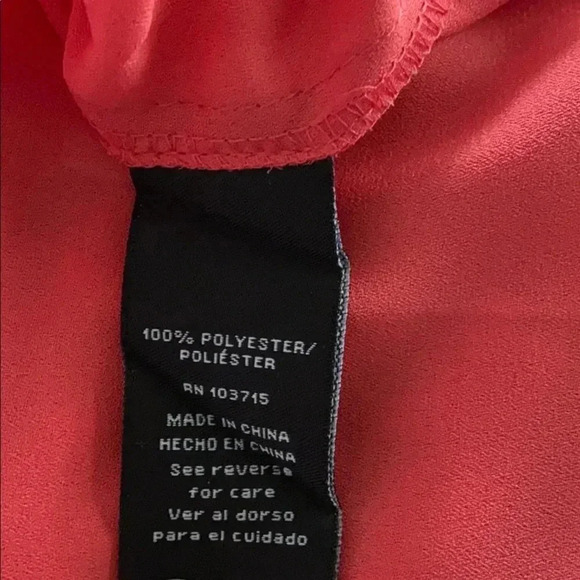 100% POLYESTER/
POLIÉSTER
RN 103715
MADE IN CHINA
HECHO EN CHINA
See reverse
for care
Ver al dorso
para el cuidado